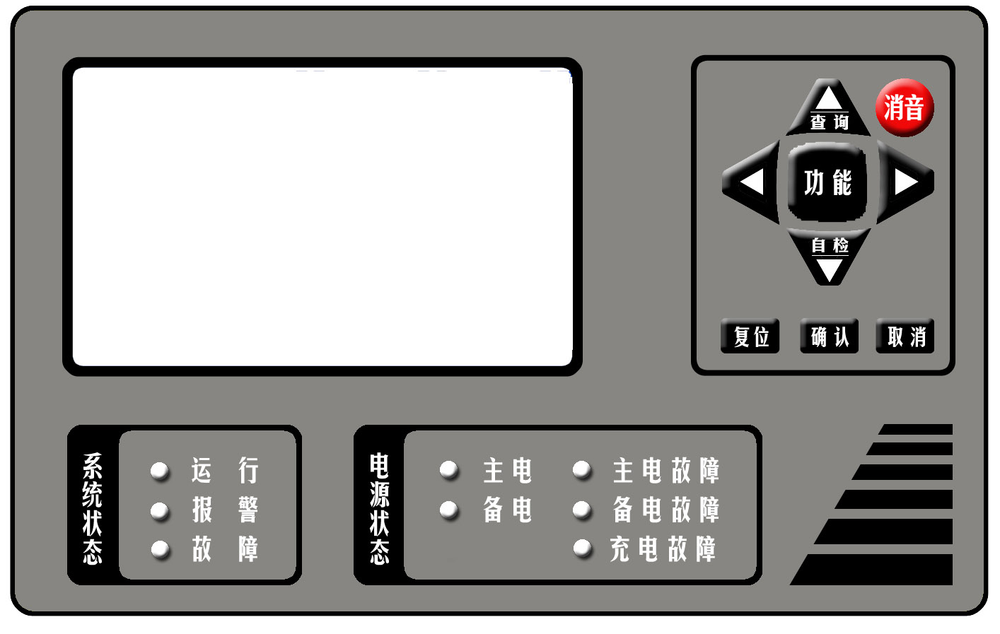 消音
查询
功能
自检
复位 确认 取消
系统状态
运行
报警
故障
电源状态
主电 主电故障
备电 备电故障
充电故障